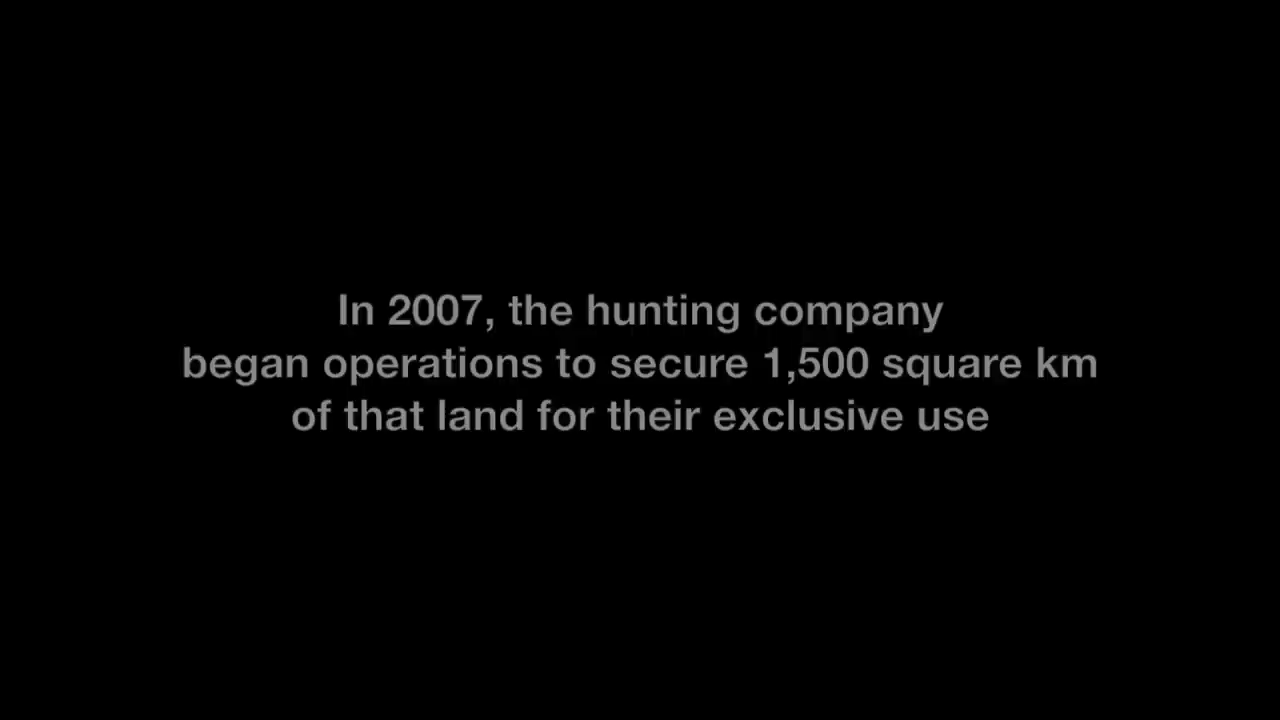 In 2007, the hunting company
began operations to secure 1,500 square km
of that land for their exclusive use